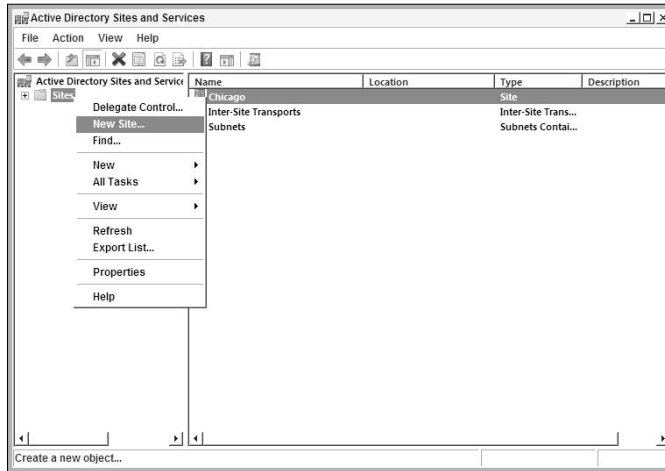 Active Directory Sites and Services
File Action View Help
Active Directory Sites and Service
Name Location Type Description
Sites
Chicago Site
Inter-Site Transports Inter-Site Trans...
Subnets Subnets Contai...
Delegate Control...
New Site...
Find...
New
All Tasks
View
Refresh
Export List...
Properties
Help
Create a new object...